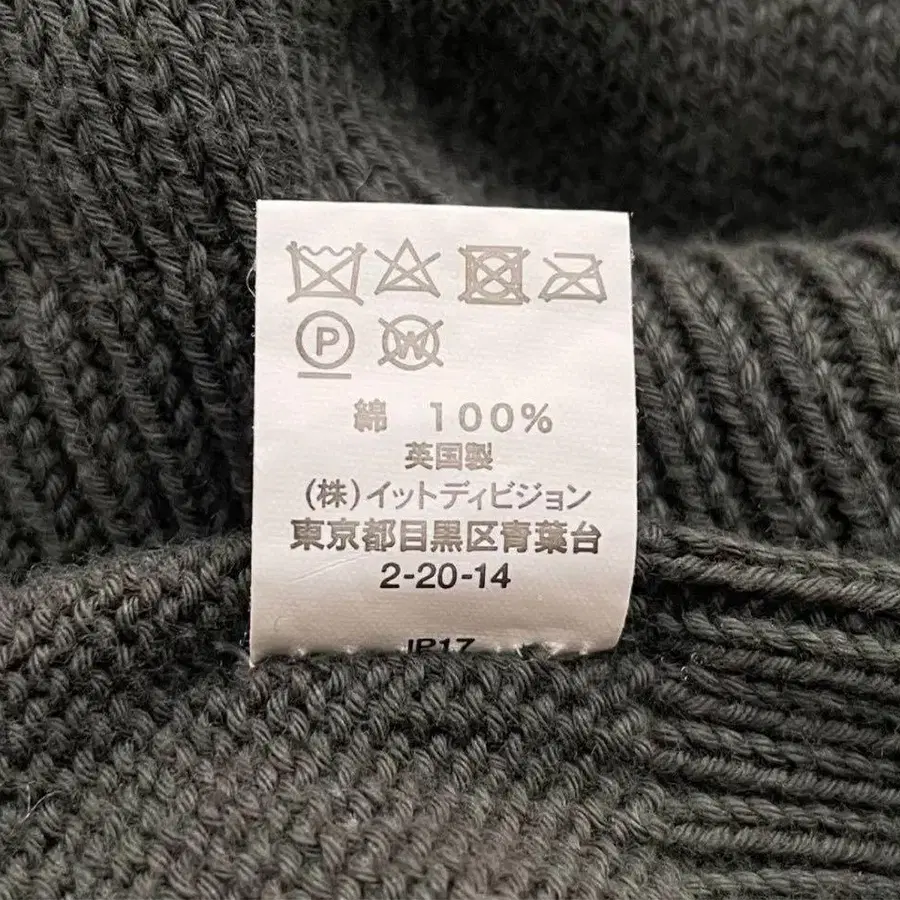 P W
綿 100%
英国製
(株)イットディビジョン
東京都目黒区青葉台
2-20-14
JP17